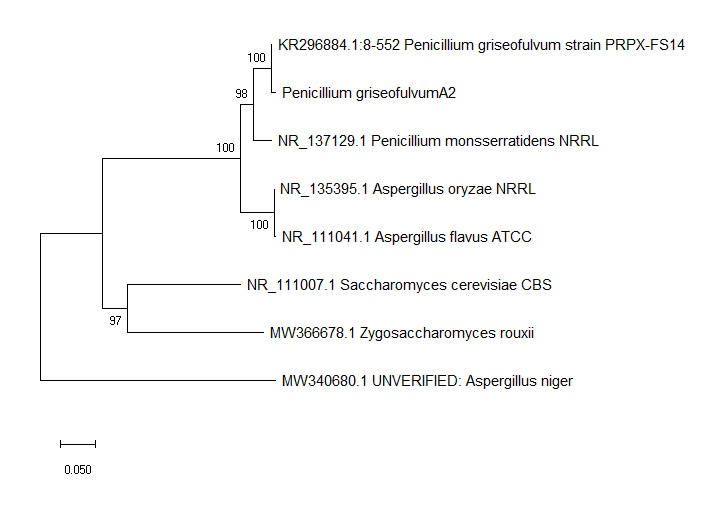 KR296884.1:8-552 Penicillium griseofulvum strain PRPX-FS14
100
Penicillium griseofulvumA2
98
NR_137129.1 Penicillium monsserratidens NRRL
100
NR_135395.1 Aspergillus oryzae NRRL
100
NR_111041.1 Aspergillus flavus ATCC
NR_111007.1 Saccharomyces cerevisiae CBS
97
MW366678.1 Zygosaccharomyces rouxii
MW340680.1 UNVERIFIED: Aspergillus niger
0.050